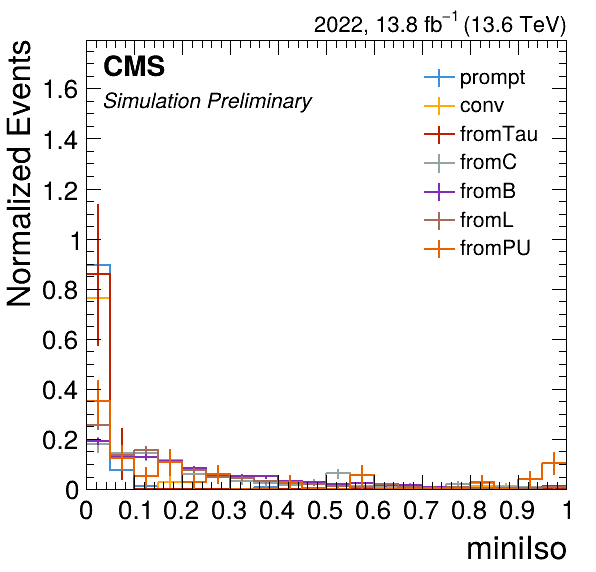 2022, 13.8 fb⁻¹ (13.6 TeV)
CMS
Simulation Preliminary
prompt
conv
fromTau
fromC
fromB
fromL
fromPU
Normalized Events
1.6
1.4
1.2
1
0.8
0.6
0.4
0.2
0
0 0.1 0.2 0.3 0.4 0.5 0.6 0.7 0.8 0.9 1
miniIso